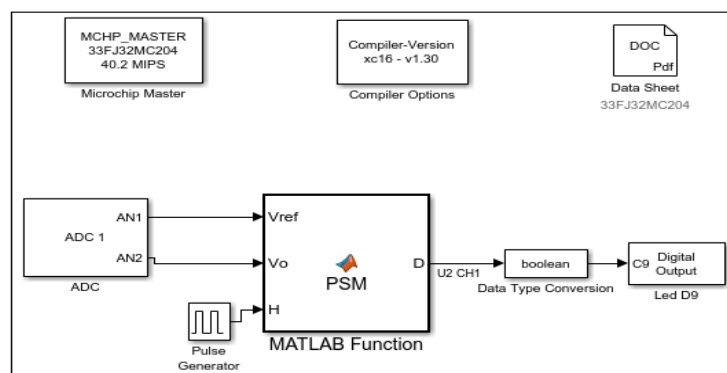 MCHP_MASTER
33FJ32MC204
40.2 MIPS
Microchip Master
Compiler-Version
xc16 - v1.30
Compiler Options
DOC
Pdf
Data Sheet
33FJ32MC204
ADC 1
AN1
AN2
ADC
Pulse
Generator
Vref
Vo
H
PSM
D
MATLAB Function
U2 CH1
boolean
Data Type Conversion
C9
Digital
Output
Led D9